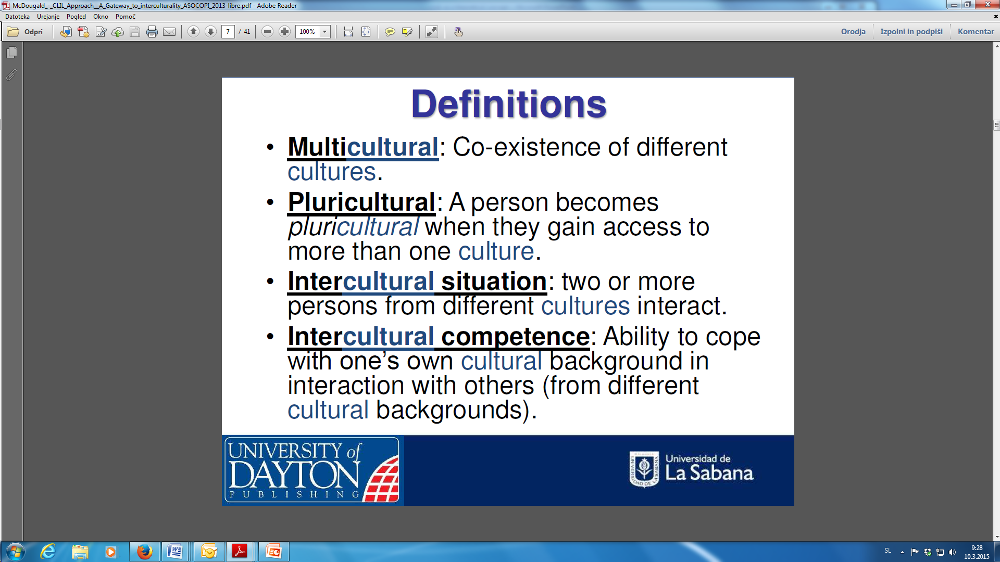 McDougald_-_CLIL_Approach__A_Gateway_to_interculturality_ASOCOPI_2013-libre.pdf - Adobe Reader
Datoteka Urejanje Pogled Okno Pomoč
Odpri 7 / 41 100% Orodja Izpolni in podpiši Komentar
Definitions
• Multicultural: Co-existence of different
cultures.
• Pluricultural: A person becomes
pluricultural when they gain access to
more than one culture.
• Intercultural situation: two or more
persons from different cultures interact.
• Intercultural competence: Ability to cope
with one’s own cultural background in
interaction with others (from different
cultural backgrounds).
UNIVERSITY of
DAYTON
PUBLISHING
Universidad de
La Sabana
SL
9:28
10.3.2015